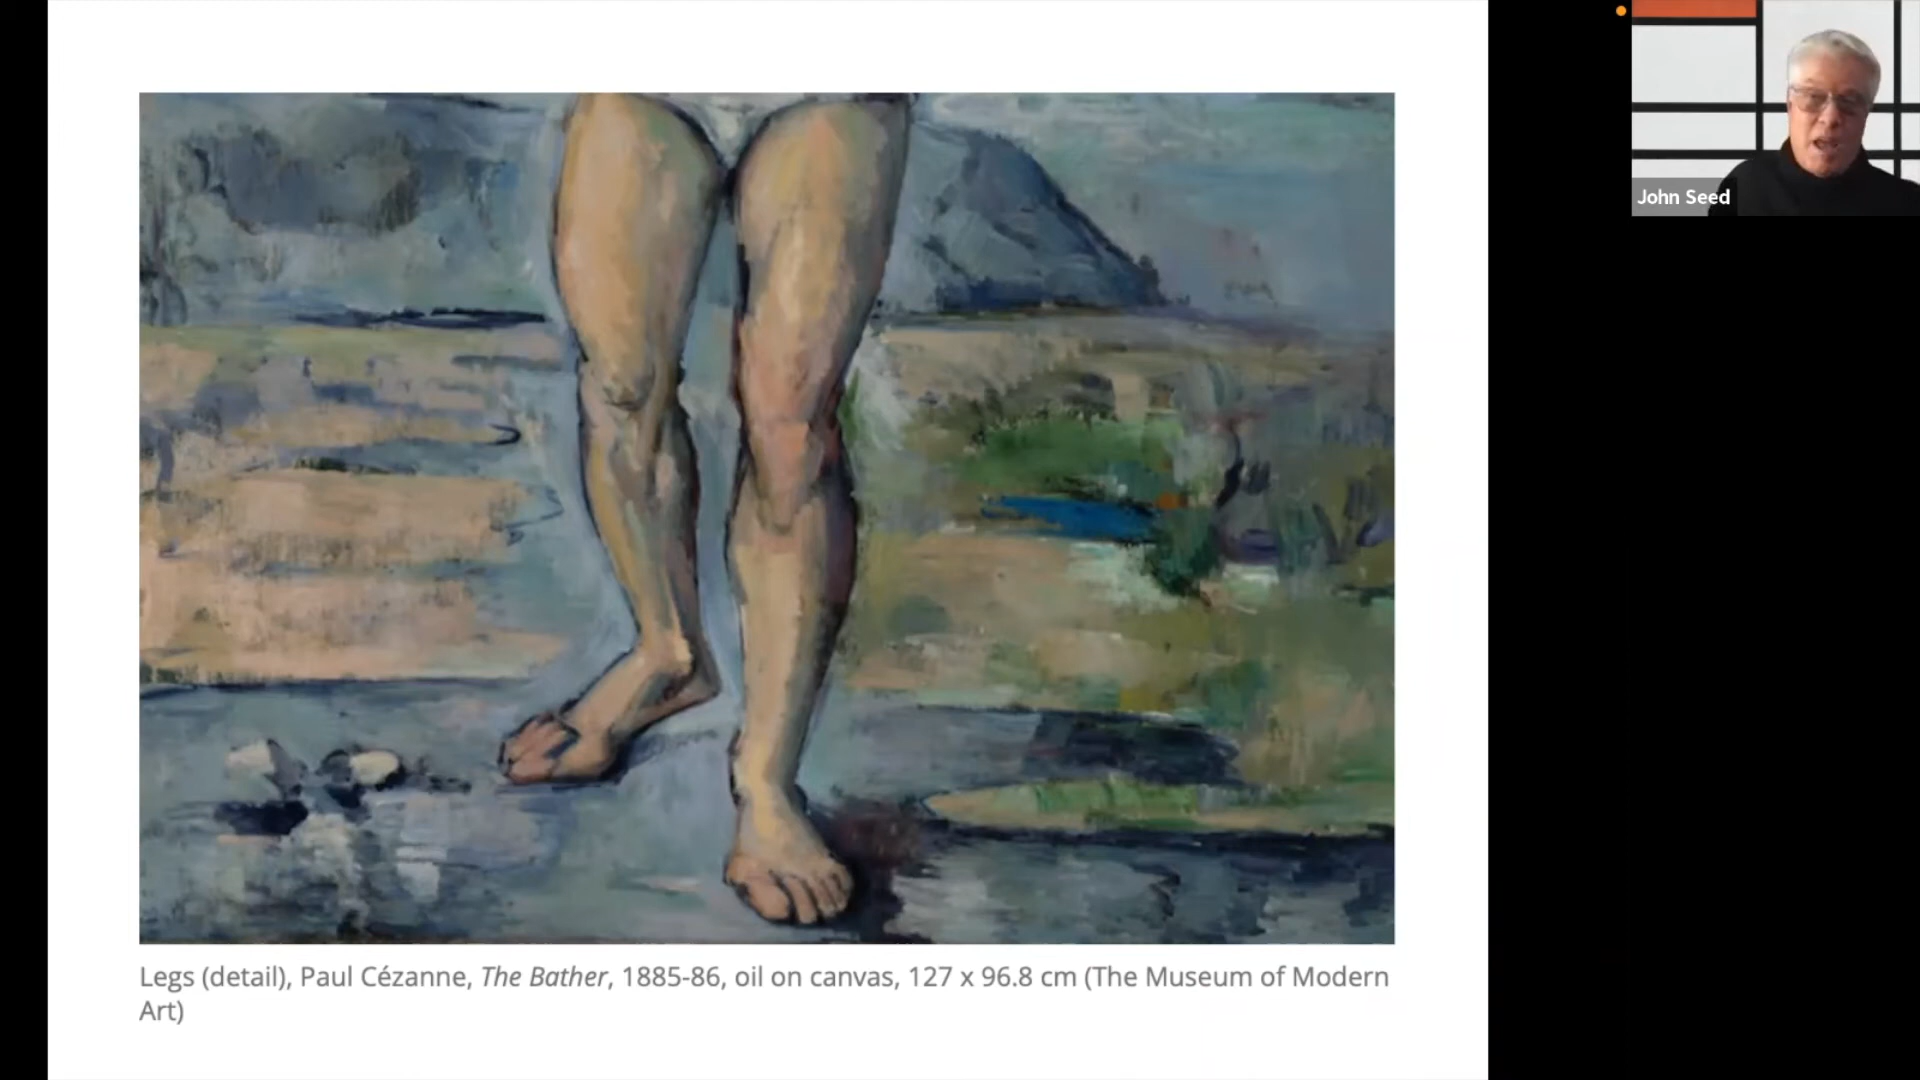 John Seed
Legs (detail), Paul Cézanne, The Bather, 1885-86, oil on canvas, 127 x 96.8 cm (The Museum of Modern
Art)